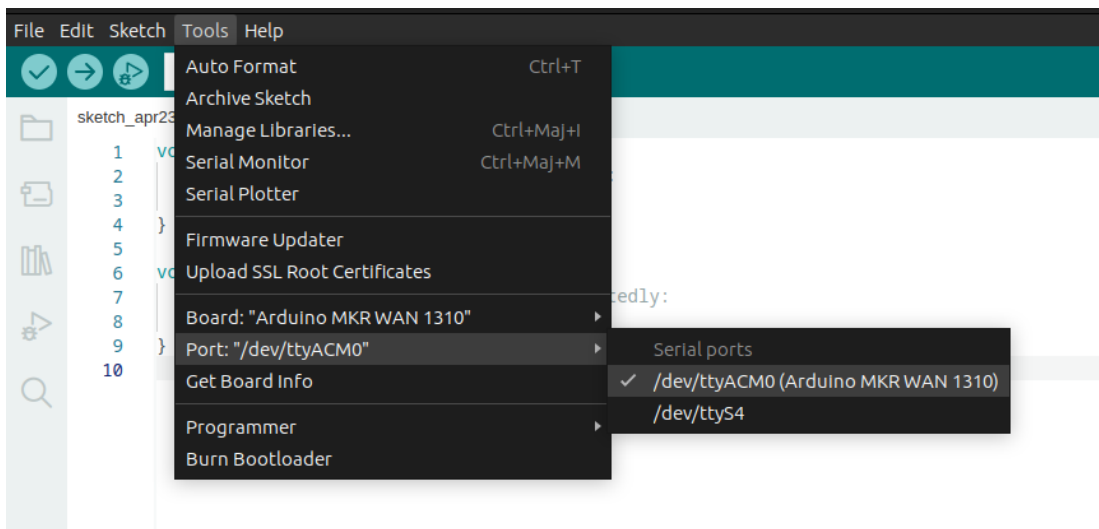 File Edit Sketch Tools Help
Auto Format Ctrl+T
Archive Sketch
Manage Libraries... Ctrl+Maj+I
Serial Monitor Ctrl+Maj+M
Serial Plotter
Firmware Updater
Upload SSL Root Certificates
Board: "Arduino MKR WAN 1310"
Port: "/dev/ttyACM0"
Get Board Info
Programmer
Burn Bootloader
Serial ports
✓ /dev/ttyACM0 (Arduino MKR WAN 1310)
/dev/ttyS4
sketch_apr23
1 vo
2 :
3
4 }
5
6 vo
7 tedly:
8
9 }
10